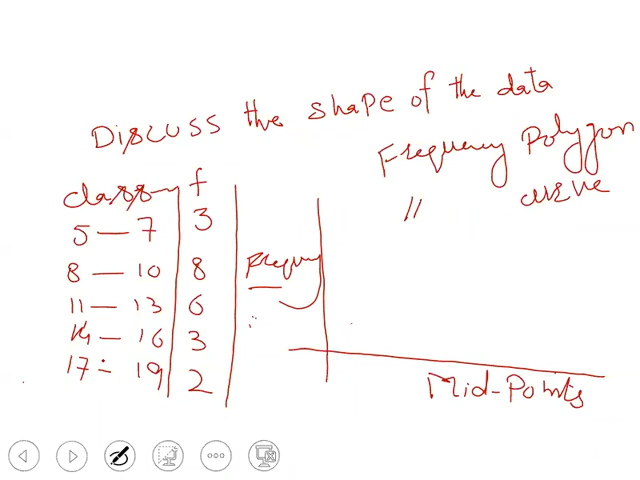 Discuss the shape of the data
Frequency Polygon
" curve
classes f
5 — 7 3
8 — 10 8
11 — 13 6
14 — 16 3
17 - 19 2
Frequency
Mid-Points